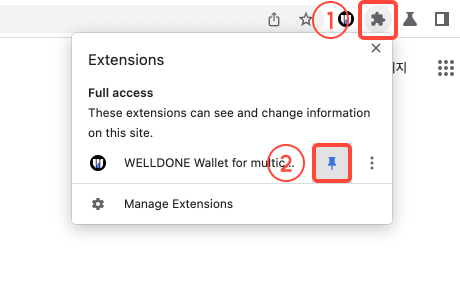 1
Extensions
이지
Full access
These extensions can see and change information
on this site.
WELLDONE Wallet for multic...
2
Manage Extensions